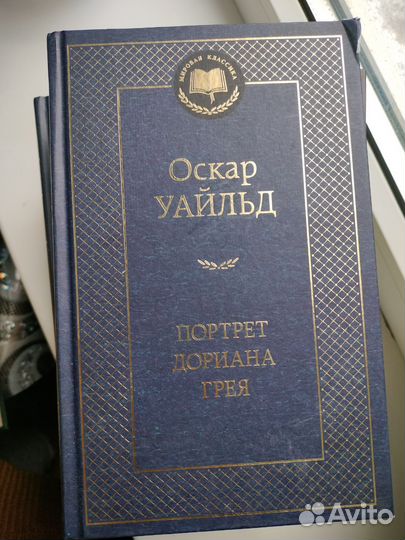 МИРОВАЯ КЛАССИКА
Оскар
УАЙЛЬД
ПОРТРЕТ
ДОРИАНА
ГРЕЯ
Avito